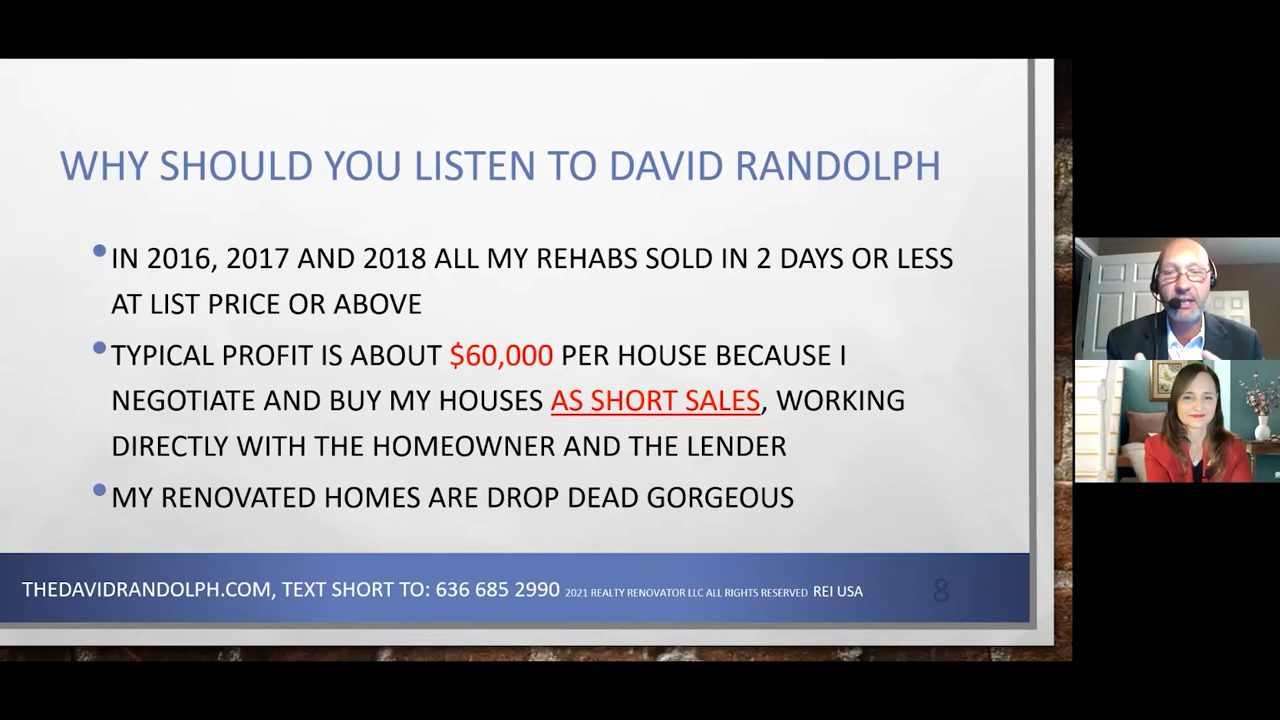 WHY SHOULD YOU LISTEN TO DAVID RANDOLPH
•IN 2016, 2017 AND 2018 ALL MY REHABS SOLD IN 2 DAYS OR LESS
AT LIST PRICE OR ABOVE
•TYPICAL PROFIT IS ABOUT $60,000 PER HOUSE BECAUSE I
NEGOTIATE AND BUY MY HOUSES AS SHORT SALES, WORKING
DIRECTLY WITH THE HOMEOWNER AND THE LENDER
•MY RENOVATED HOMES ARE DROP DEAD GORGEOUS
THEDAVIDRANDOLPH.COM, TEXT SHORT TO: 636 685 2990 2021 REALTY RENOVATOR LLC ALL RIGHTS RESERVED REI USA 8